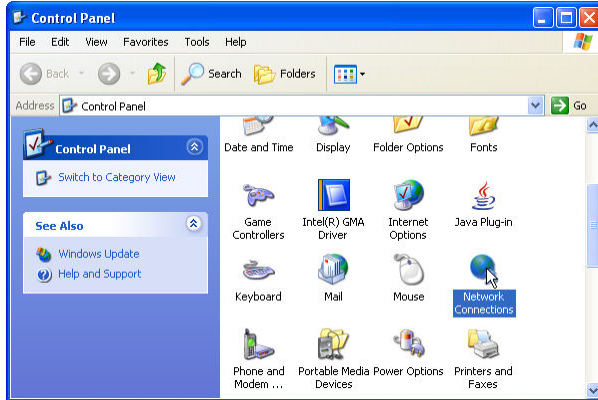 Control Panel
File Edit View Favorites Tools Help
Back Search Folders
Address Control Panel Go
Control Panel
Switch to Category View
See Also
Windows Update
Help and Support
Date and Time Display Folder Options Fonts
Game Intel(R) GMA Internet Java Plug-in
Controllers Driver Options
Keyboard Mail Mouse Network
Connections
Phone and Portable Media Power Options Printers and
Modem ... Devices Faxes